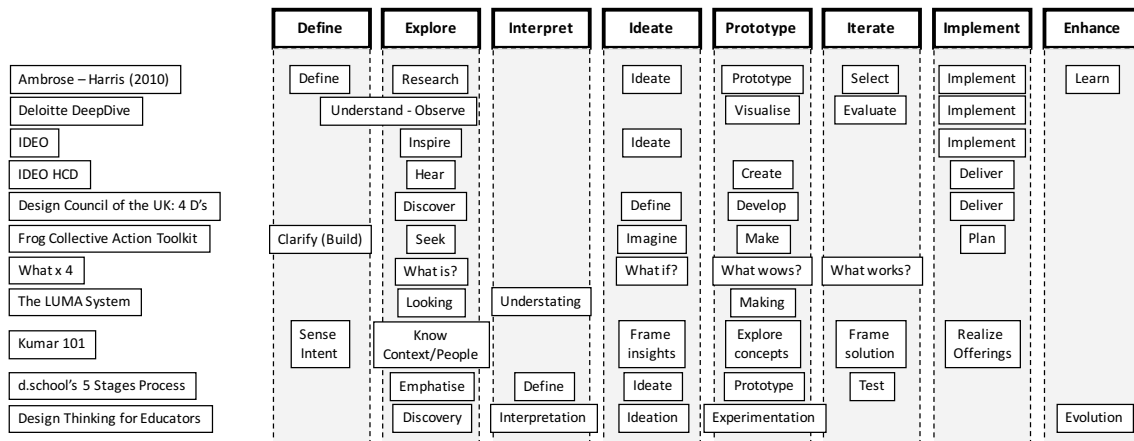 Define Explore Interpret Ideate Prototype Iterate Implement Enhance
Ambrose – Harris (2010) Define Research Ideate Prototype Select Implement Learn
Deloitte DeepDive Understand - Observe Visualise Evaluate Implement
IDEO Inspire Ideate Implement
IDEO HCD Hear Create Deliver
Design Council of the UK: 4 D's Discover Define Develop Deliver
Frog Collective Action Toolkit Clarify (Build) Seek Imagine Make Plan
What x 4 What is? What if? What wows? What works?
The LUMA System Looking Understating Making
Kumar 101 Sense Intent Know Context/People Frame insights Explore concepts Frame solution Realize Offerings
d.school's 5 Stages Process Emphatise Define Ideate Prototype Test
Design Thinking for Educators Discovery Interpretation Ideation Experimentation Evolution